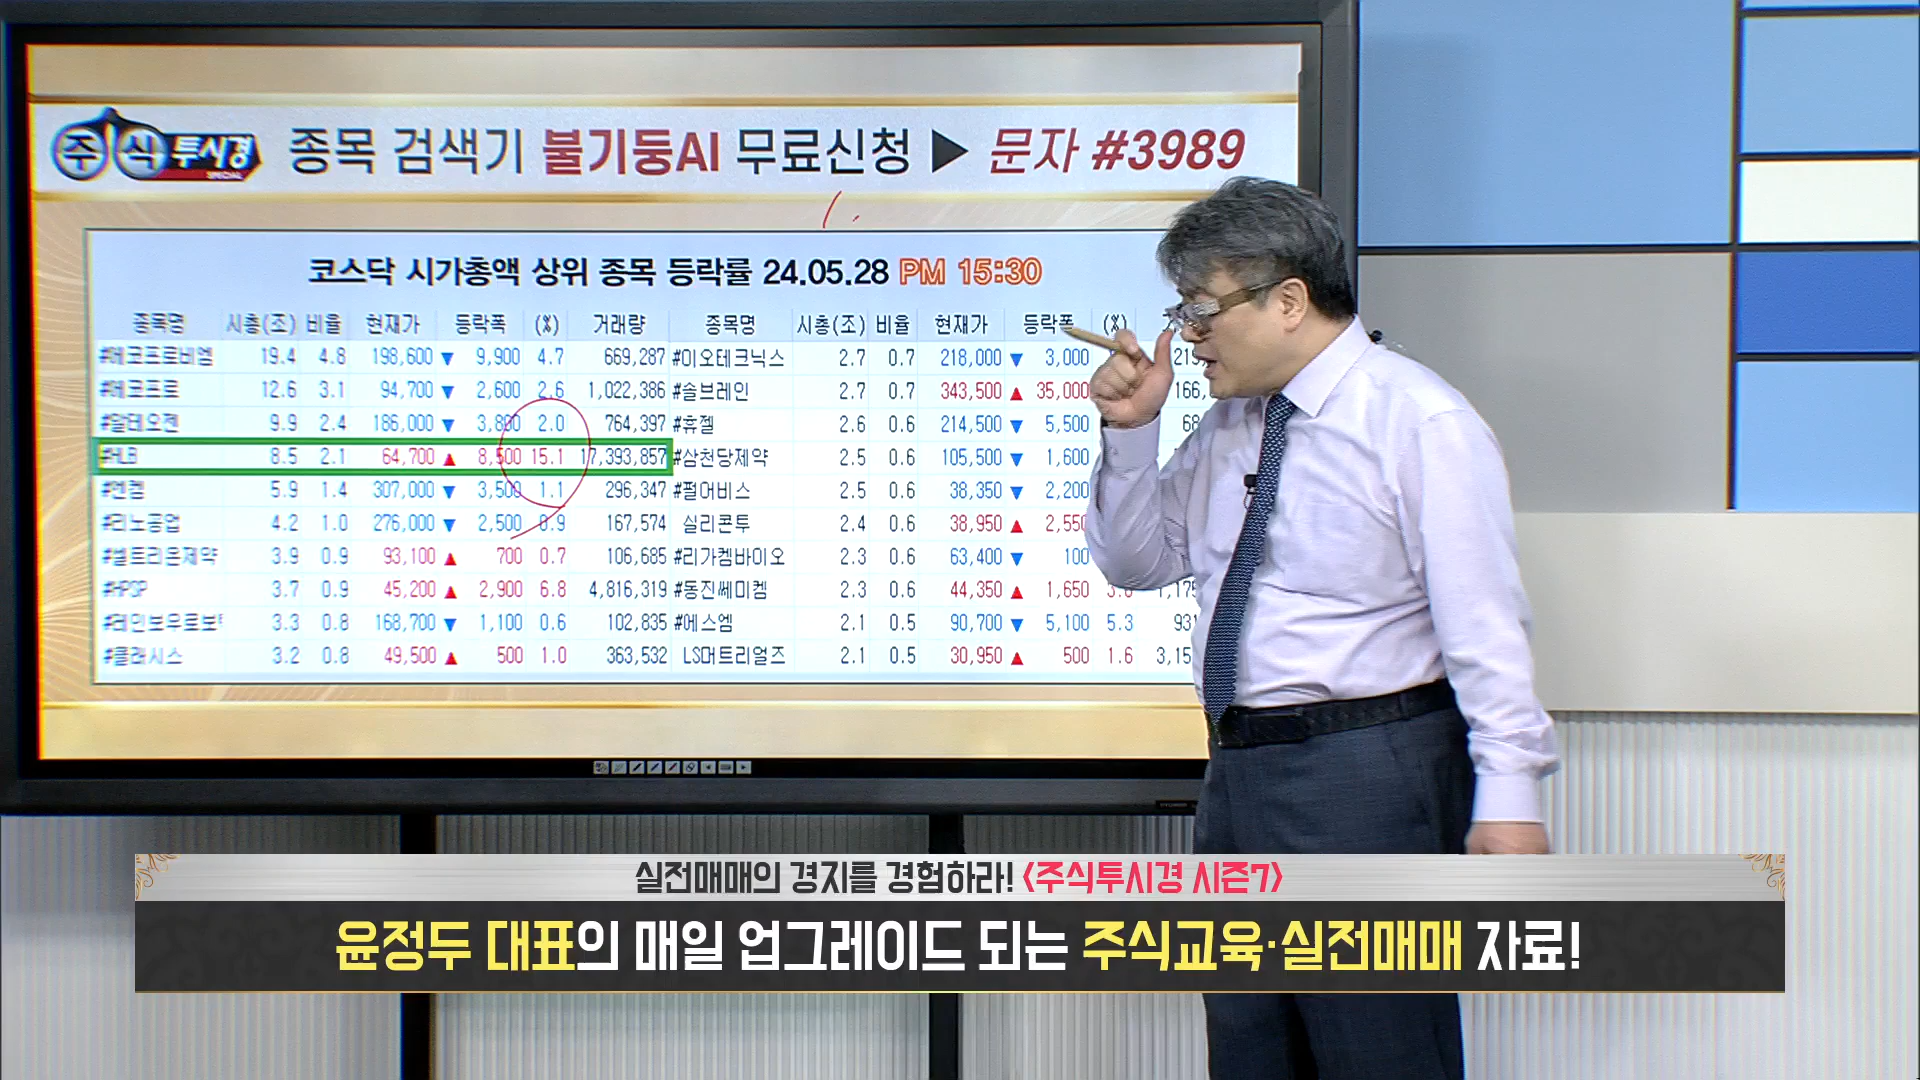 주식투시경 SPECIAL
종목 검색기 불기둥AI 무료신청 ▶ 문자 #3989
코스닥 시가총액 상위 종목 등락률 24.05.28 PM 15:30
종목명 시총(조) 비율 현재가 등락폭 (%) 거래량 종목명 시총(조) 비율 현재가 등락폭 (%)
#에코프로비엠 19.4 4.8 198,600 ▼ 9,900 4.7 669,287 #이오테크닉스 2.7 0.7 218,000 ▼ 3,000
#에코프로 12.6 3.1 94,700 ▼ 2,600 2.6 1,022,386 #솔브레인 2.7 0.7 343,500 ▲ 35,000 166,
#알테오젠 9.9 2.4 186,000 ▼ 3,800 2.0 764,397 #휴젤 2.6 0.6 214,500 ▼ 5,500 68
#HLB 8.5 2.1 64,700 ▲ 8,500 15.1 17,393,857 #삼천당제약 2.5 0.6 105,500 ▼ 1,600
#엔켐 5.9 1.4 307,000 ▼ 3,500 1.1 296,347 #펄어비스 2.5 0.6 38,350 ▼ 2,200
#리노공업 4.2 1.0 276,000 ▼ 2,500 0.9 167,574 실리콘투 2.4 0.6 38,950 ▲ 2,550
#셀트리온제약 3.9 0.9 93,100 ▲ 700 0.7 106,685 #리가켐바이오 2.3 0.6 63,400 ▼ 100
#HPSP 3.7 0.9 45,200 ▲ 2,900 6.8 4,816,319 #동진쎄미켐 2.3 0.6 44,350 ▲ 1,650
#레인보우로보 3.3 0.8 168,700 ▼ 1,100 0.6 102,835 #에스엠 2.1 0.5 90,700 ▼ 5,100 5.3 931
#클래시스 3.2 0.8 49,500 ▲ 500 1.0 363,532 LS머트리얼즈 2.1 0.5 30,950 ▲ 500 1.6 3,15
실전매매의 경지를 경험하라! <주식투시경 시즌7>
윤정두 대표의 매일 업그레이드 되는 주식교육·실전매매 자료!